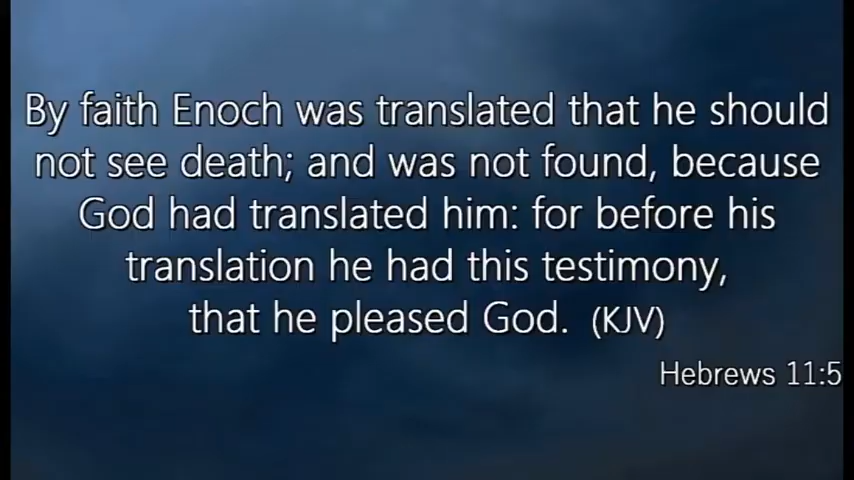 By faith Enoch was translated that he should
not see death; and was not found, because
God had translated him: for before his
translation he had this testimony,
that he pleased God. (KJV)
Hebrews 11:5